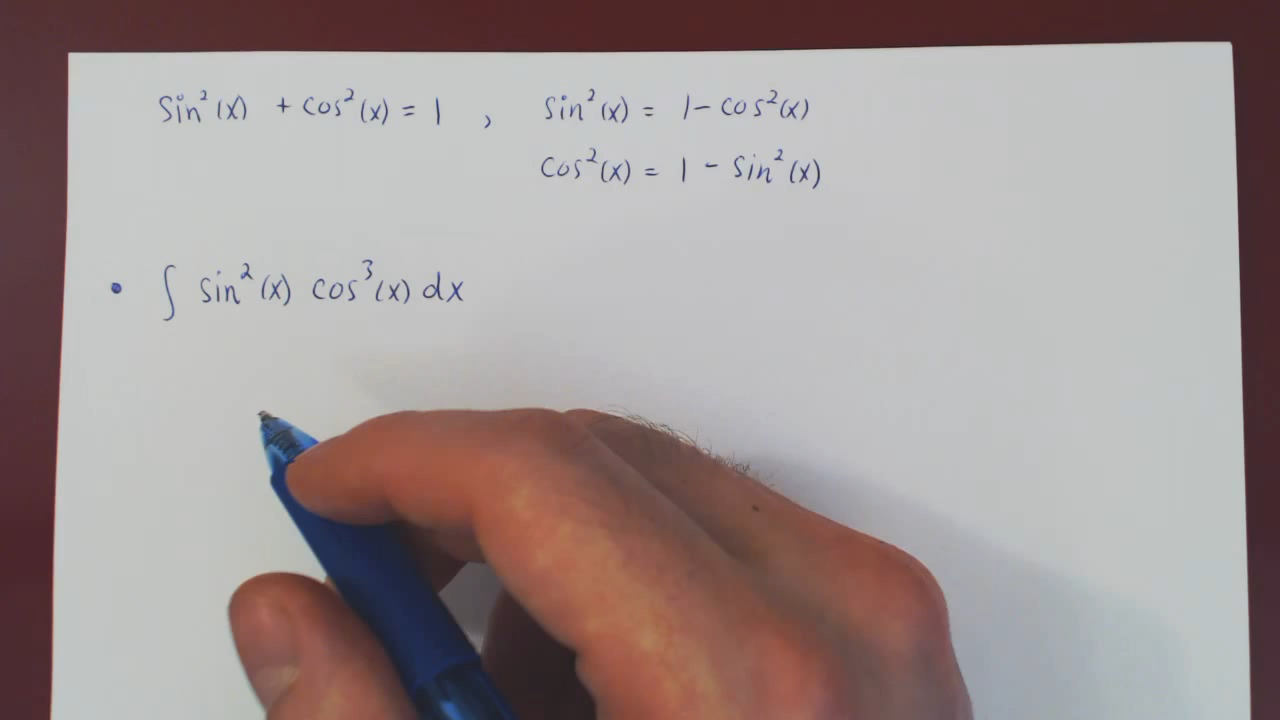 Sin²(x) + Cos²(x) = 1 , Sin²(x) = 1 - Cos²(x)
Cos²(x) = 1 - Sin²(x)
• ∫ Sin²(x) Cos³(x) dx